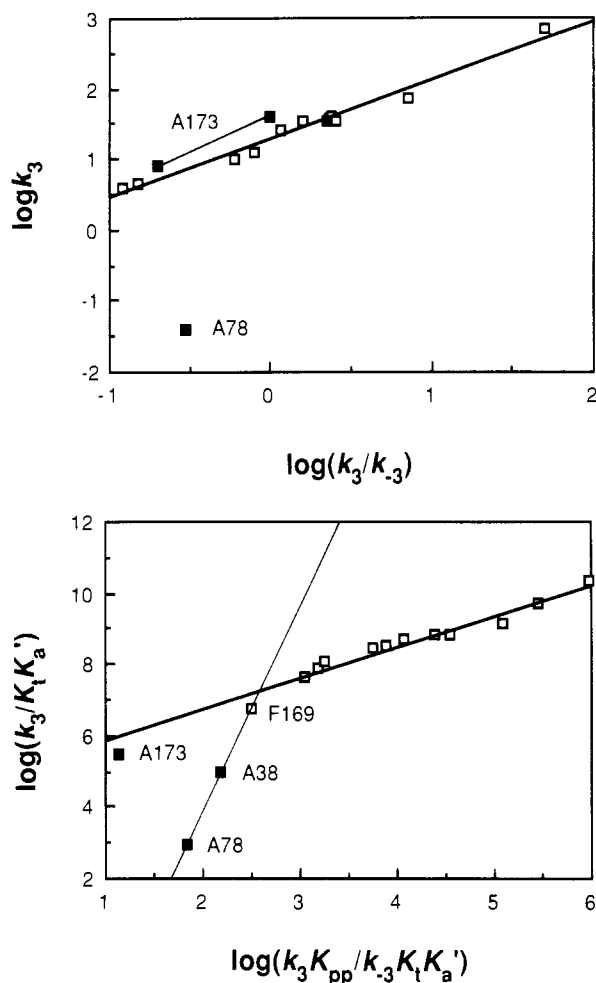 3
2
A173
1
log k₃
0
-1
A78
-2
-1 0 1 2
log(k₃/k₋₃)
12
10
8
log(k₃/KₜKₐ')
F169
6
A173
A38
4
A78
2
1 2 3 4 5 6
log(k₃Kₚₚ/k₋₃KₜKₐ')